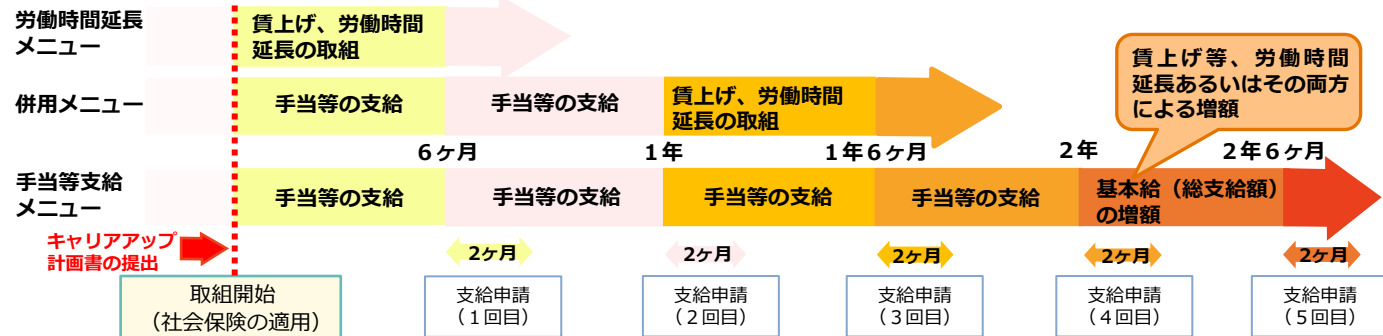 労働時間延長
メニュー
賃上げ、労働時間
延長の取組
賃上げ等、労働時間
延長あるいはその両方
による増額
併用メニュー
手当等の支給
手当等の支給
賃上げ、労働時間
延長の取組
6ヶ月
1年
1年6ヶ月
2年
2年6ヶ月
手当等支給
メニュー
手当等の支給
手当等の支給
手当等の支給
手当等の支給
基本給（総支給額）
の増額
キャリアアップ
計画書の提出
2ヶ月
2ヶ月
2ヶ月
2ヶ月
2ヶ月
取組開始
（社会保険の適用）
支給申請
（1回目）
支給申請
（2回目）
支給申請
（3回目）
支給申請
（4回目）
支給申請
（5回目）